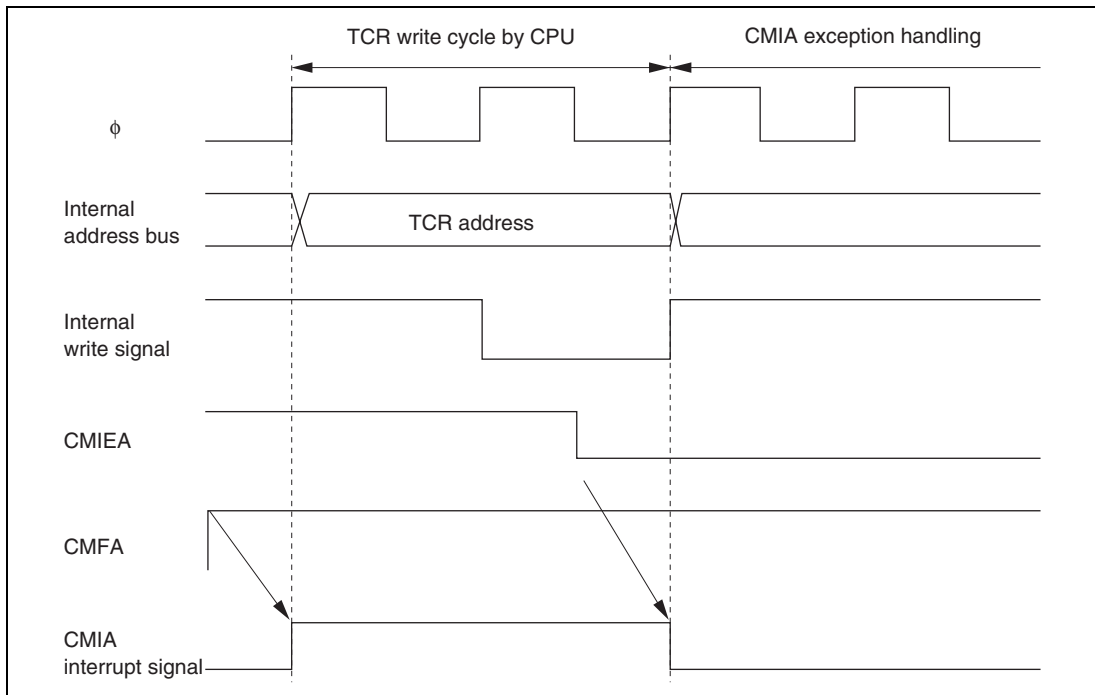 TCR write cycle by CPU
CMIA exception handling
ϕ
Internal
address bus
TCR address
Internal
write signal
CMIEA
CMFA
CMIA
interrupt signal